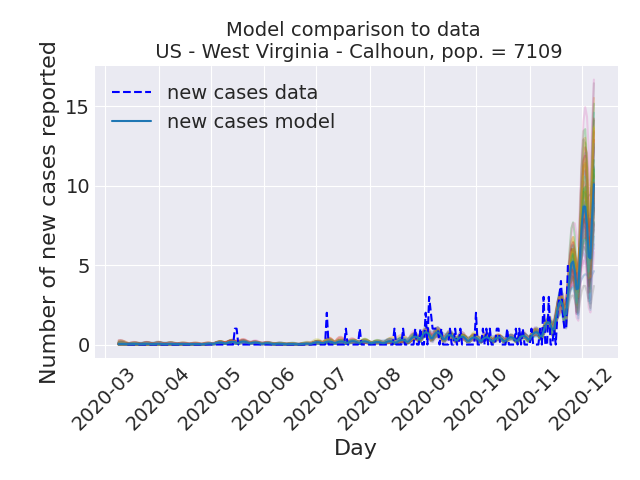 Model comparison to data
US - West Virginia - Calhoun, pop. = 7109
Number of new cases reported
15
10
5
0
new cases data
new cases model
2020-03
2020-04
2020-05
2020-06
2020-07
2020-08
2020-09
2020-10
2020-11
2020-12
Day